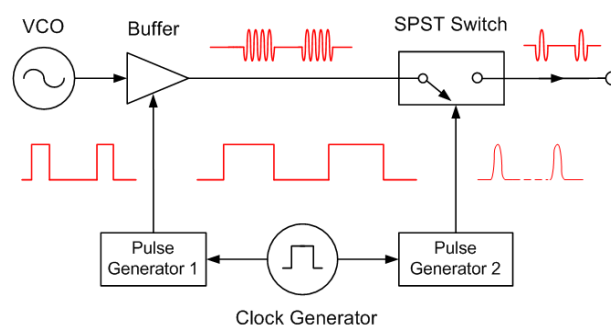 VCO
Buffer
SPST Switch
Pulse
Generator 1
Pulse
Generator 2
Clock Generator